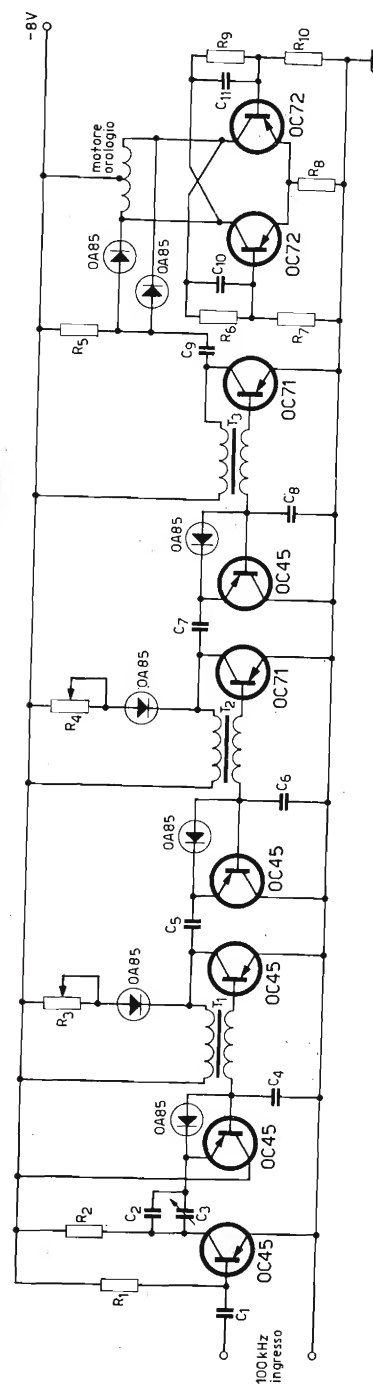 -8V
R₁
R₂
C₁
100kHz
ingresso
OC45
C₂
C₃
OA85
OC45
C₄
R₃
OA85
T₁
OC45
C₅
OA85
OC45
C₆
R₄
OA85
T₂
OC71
C₇
OA85
OC45
C₈
T₃
OC71
C₉
R₅
OA85
OA85
motore
orologio
R₆
C₁₀
R₇
OC72
R₈
OC72
C₁₁
R₉
R₁₀